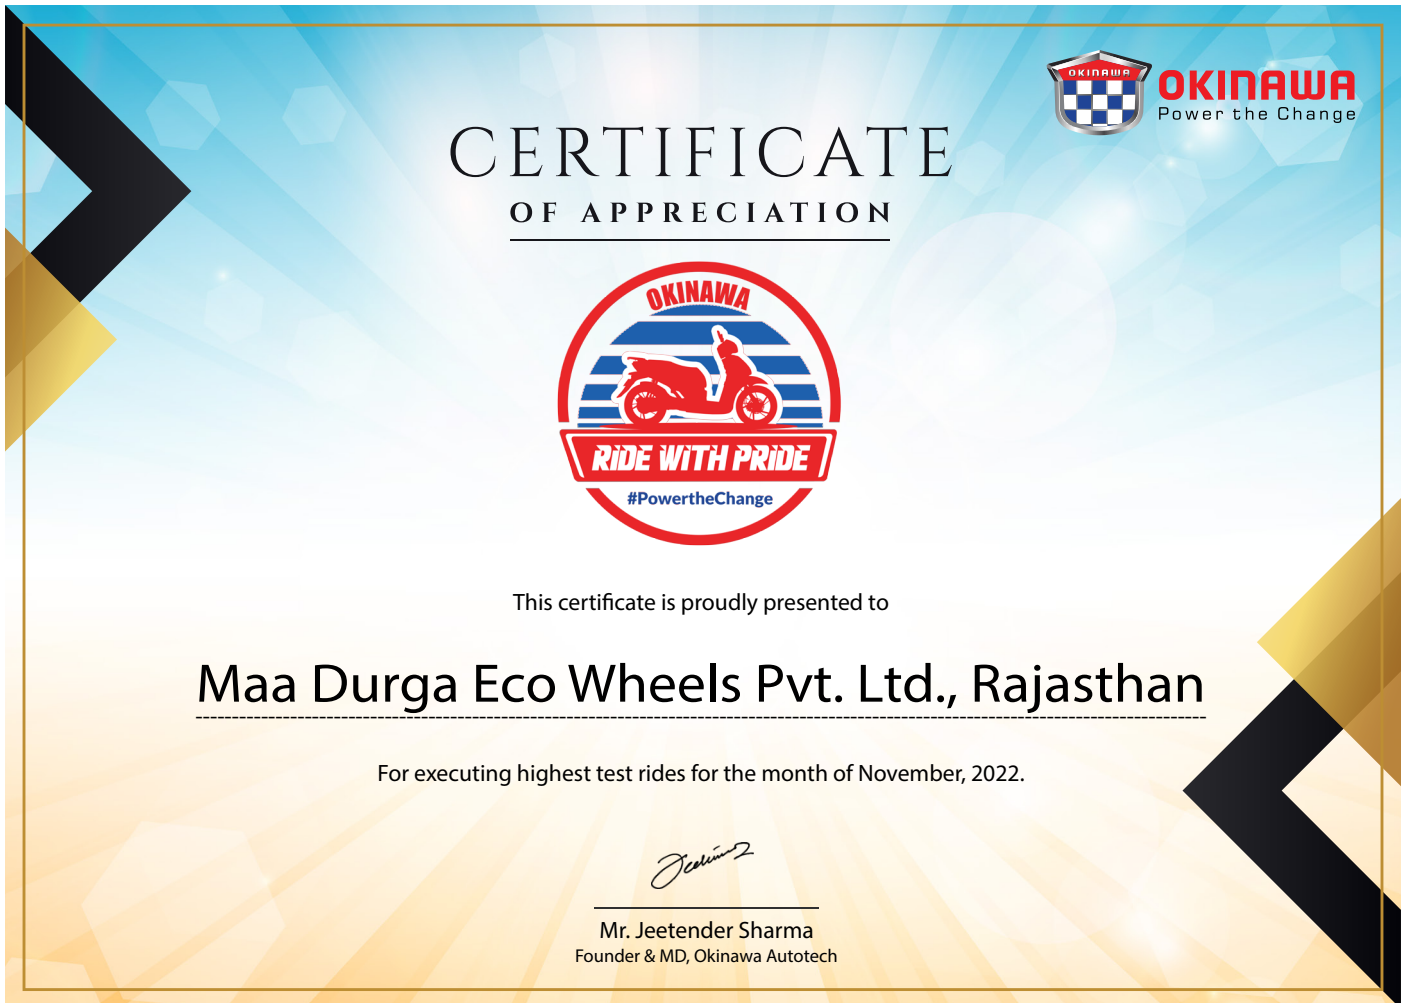 OKINAWA
OKINAWA
Power the Change
CERTIFICATE
OF APPRECIATION
OKINAWA
RIDE WITH PRIDE
#PowertheChange
This certificate is proudly presented to
Maa Durga Eco Wheels Pvt. Ltd., Rajasthan
For executing highest test rides for the month of November, 2022.
Mr. Jeetender Sharma
Founder & MD, Okinawa Autotech